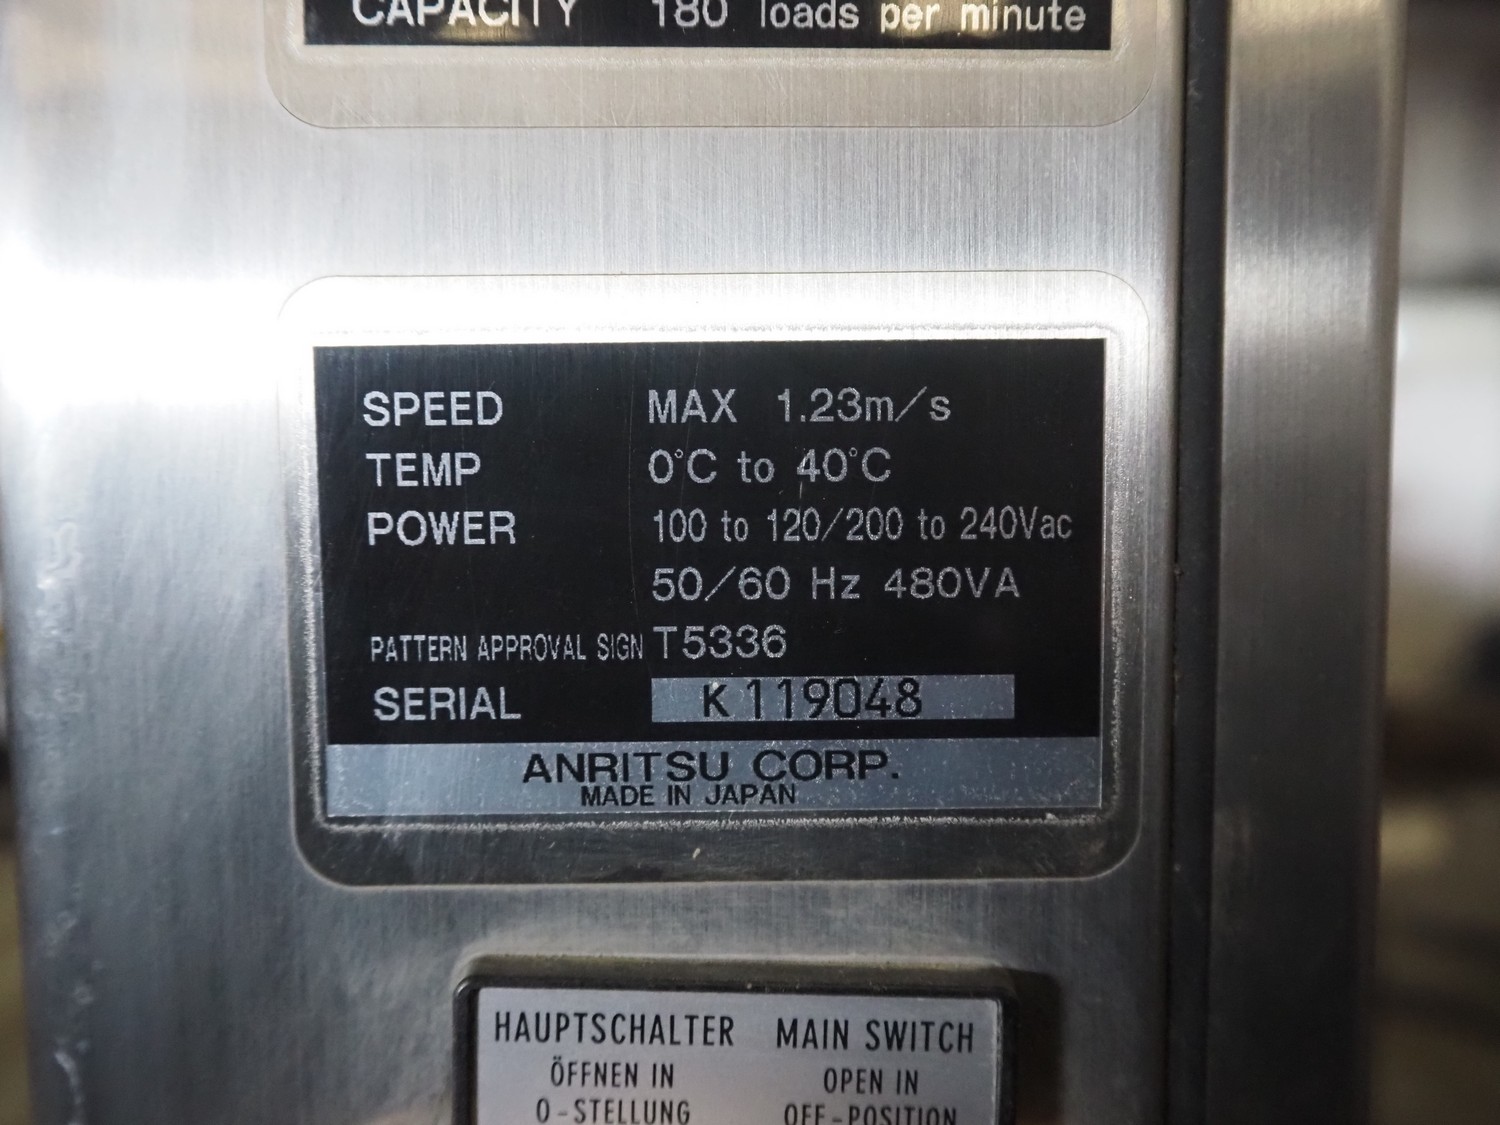 CAPACITY 180 loads per minute
SPEED MAX 1.23m/s
TEMP 0°C to 40°C
POWER 100 to 120/200 to 240Vac
50/60 Hz 480VA
PATTERN APPROVAL SIGN T5336
SERIAL K119048
ANRITSU CORP.
MADE IN JAPAN
HAUPTSCHALTER MAIN SWITCH
ÖFFNEN IN OPEN IN
0-STELLUNG OFF-POSITION